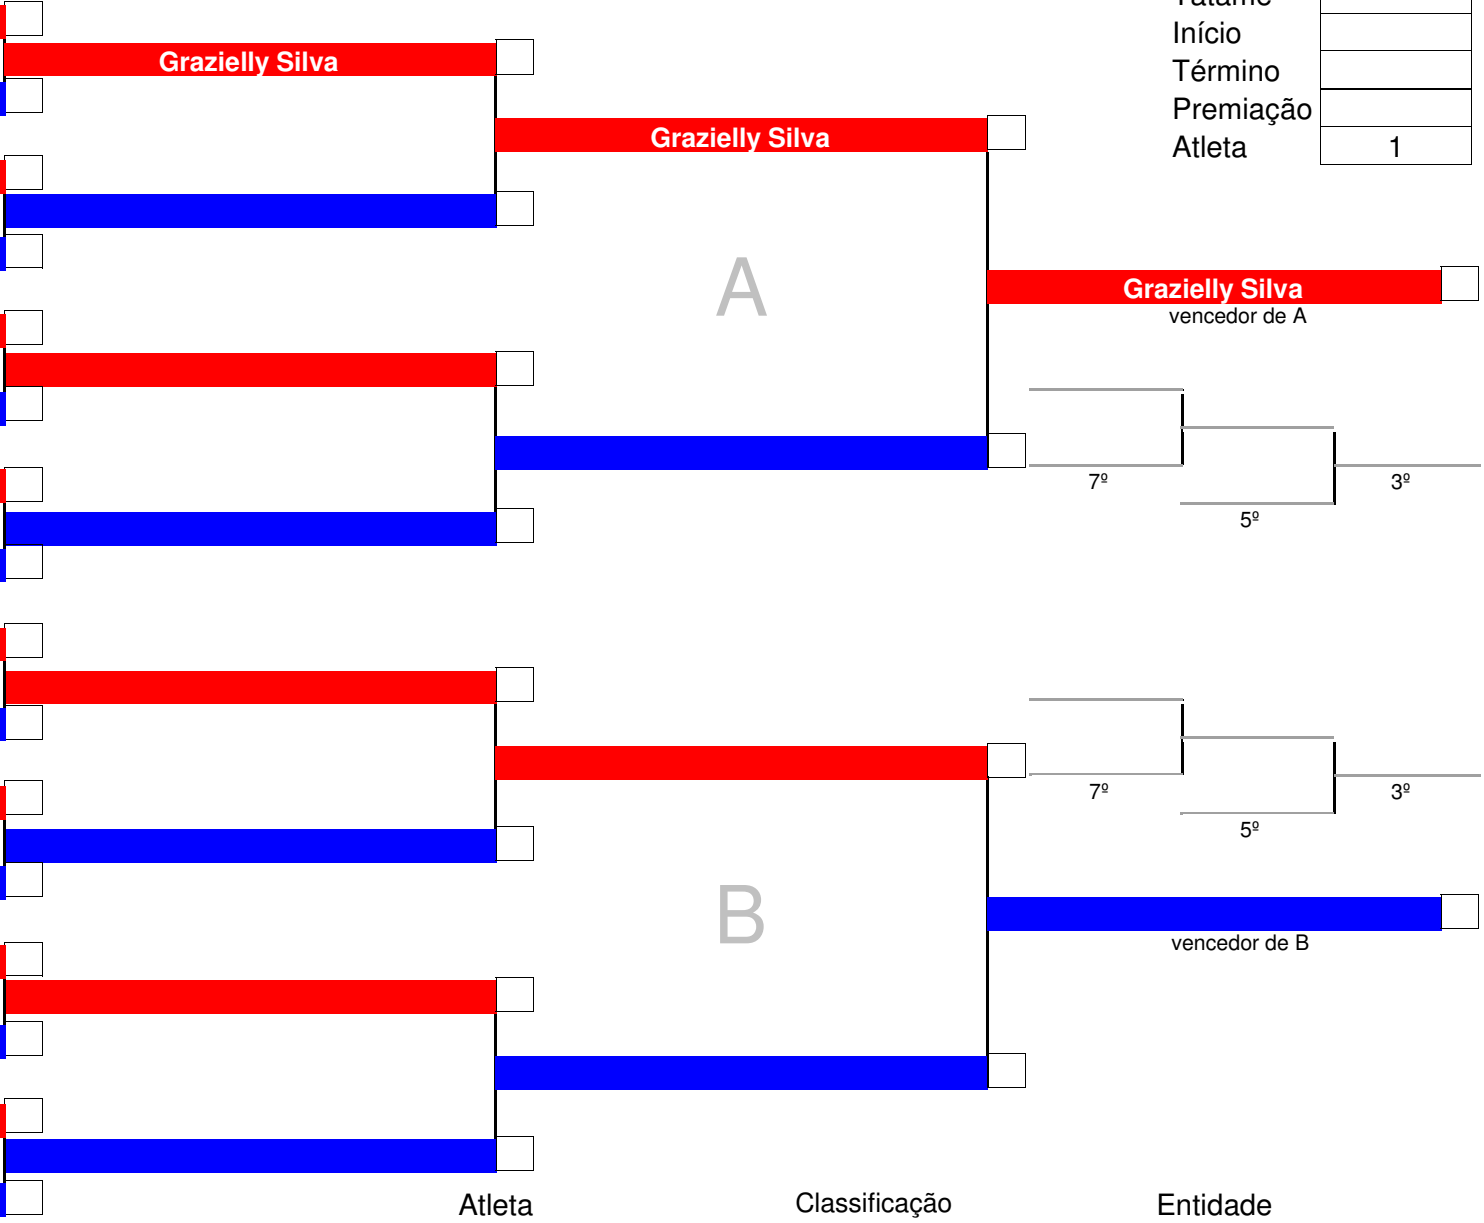 Tatame
Grazielly Silva
Início
Término
Premiação
Grazielly Silva
Atleta 1
A
Grazielly Silva
vencedor de A
7º
3º
5º
7º
3º
5º
B
vencedor de B
Atleta
Classificação
Entidade